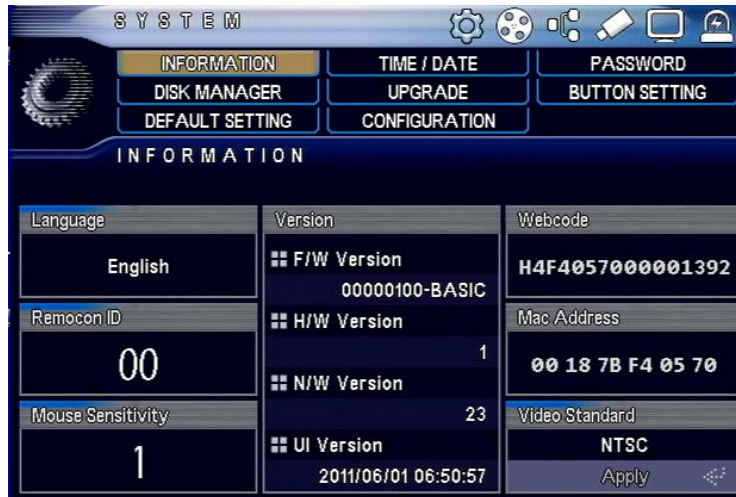 SYSTEM
INFORMATION
TIME / DATE
PASSWORD
DISK MANAGER
UPGRADE
BUTTON SETTING
DEFAULT SETTING
CONFIGURATION
INFORMATION
Language
English
Remocon ID
00
Mouse Sensitivity
1
Version
F/W Version
00000100-BASIC
H/W Version
1
N/W Version
23
UI Version
2011/06/01 06:50:57
Webcode
H4F4057000001392
Mac Address
00 18 7B F4 05 70
Video Standard
NTSC
Apply